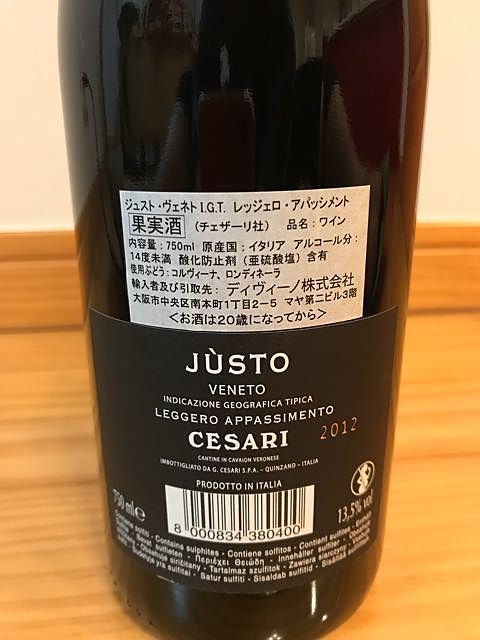 ジュスト・ヴェネト I.G.T. レッジェロ・アパッシメント
果実酒 (チェザーリ社) 品名：ワイン
内容量：750ml 原産国：イタリア アルコール分：
14度未満 酸化防止剤（亜硫酸塩）含有
使用ぶどう：コルヴィーナ、ロンディネーラ
輸入者及び引取先：ディヴィーノ株式会社
大阪市中央区南本町1丁目2−5 マヤ第二ビル3階
<お酒は20歳になってから>
JÙSTO
VENETO
INDICAZIONE GEOGRAFICA TIPICA
LEGGERO APPASSIMENTO
CESARI 2012
CANTINE IN CAVAION VERONESE
IMBOTTIGLIATO DA G. CESARI S.P.A. – QUINZANO – ITALIA
PRODOTTO IN ITALIA
750 ml e
13,5% vol
8 000834 380400
Contiene solfiti - Contains sulphites - Contiene sulfitos - Contient sulfites - Enthält
Bevat sulfieten - Περιέχει Θειώδη - Innehåller sulfiter -
Obsahuje siřičitany - Tartalmaz szulfitok - Zawiera siarczyny -
Satur sulfīti - Sisaldab sulfitid -